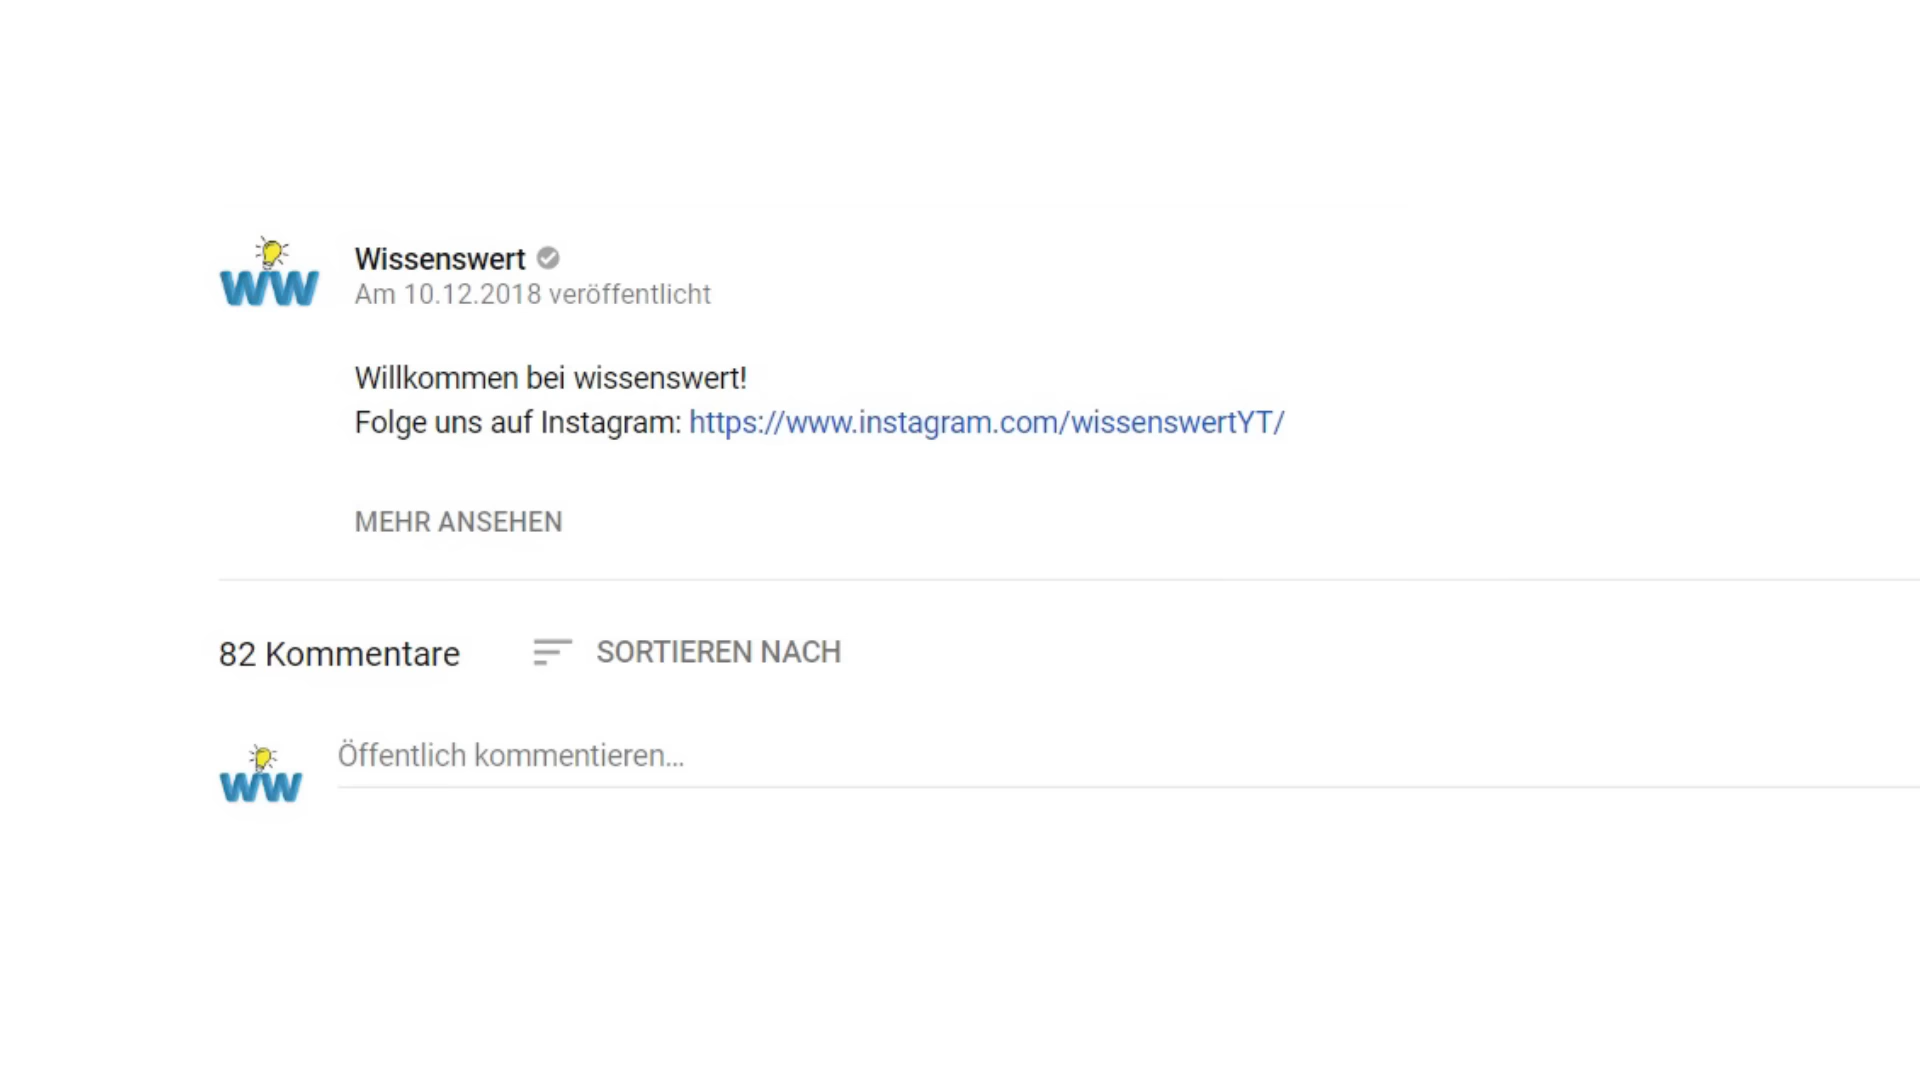 WW
Wissenswert
Am 10.12.2018 veröffentlicht
Willkommen bei wissenswert!
Folge uns auf Instagram: https://www.instagram.com/wissenswertYT/
MEHR ANSEHEN
82 Kommentare SORTIEREN NACH
WW
Öffentlich kommentieren...